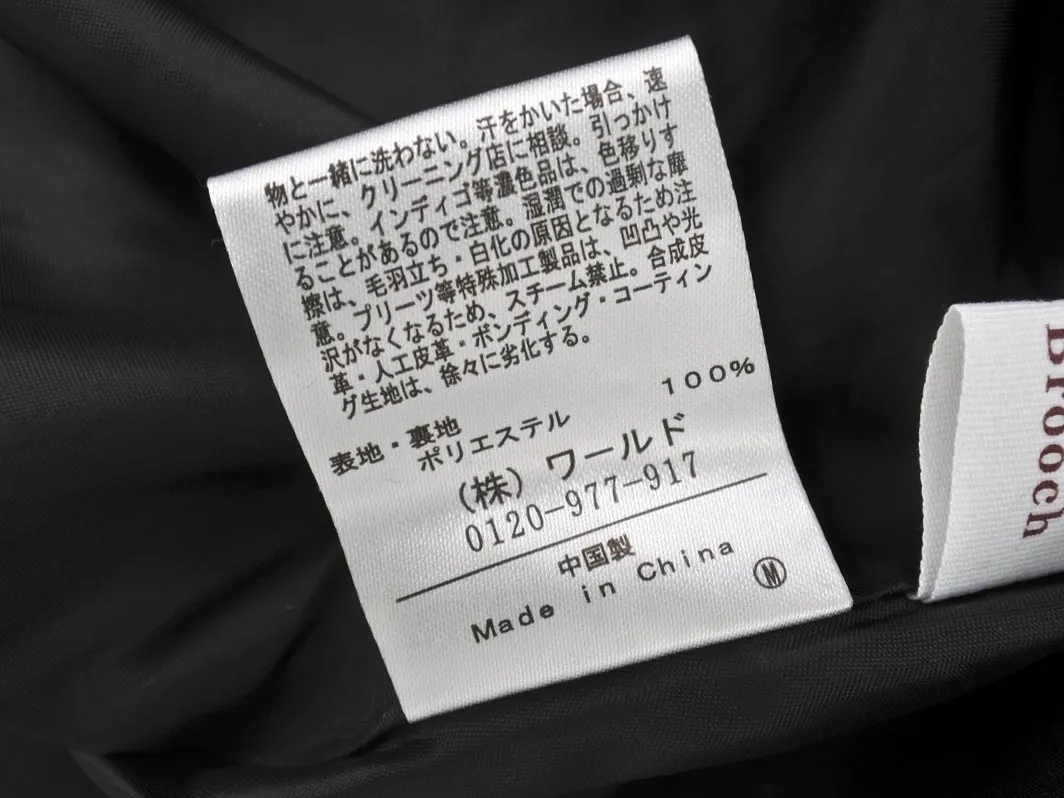 物と一緒に洗わない。汗をかいた場合、速
やかに、クリーニング店に相談。引っかけ
に注意。インディゴ等濃色品は、色移りす
ることがあるので注意。湿潤での過剰な摩
擦は、毛羽立ち・白化の原因となるため注
意。プリーツ等特殊加工製品は、凹凸や光
沢がなくなるため、スチーム禁止。合成皮
革・人工皮革・ボンディング・コーティン
グ生地は、徐々に劣化する。
表地・裏地
ポリエステル 100%
(株) ワールド
0120-977-917
中国製
Made in China
M
Brooch